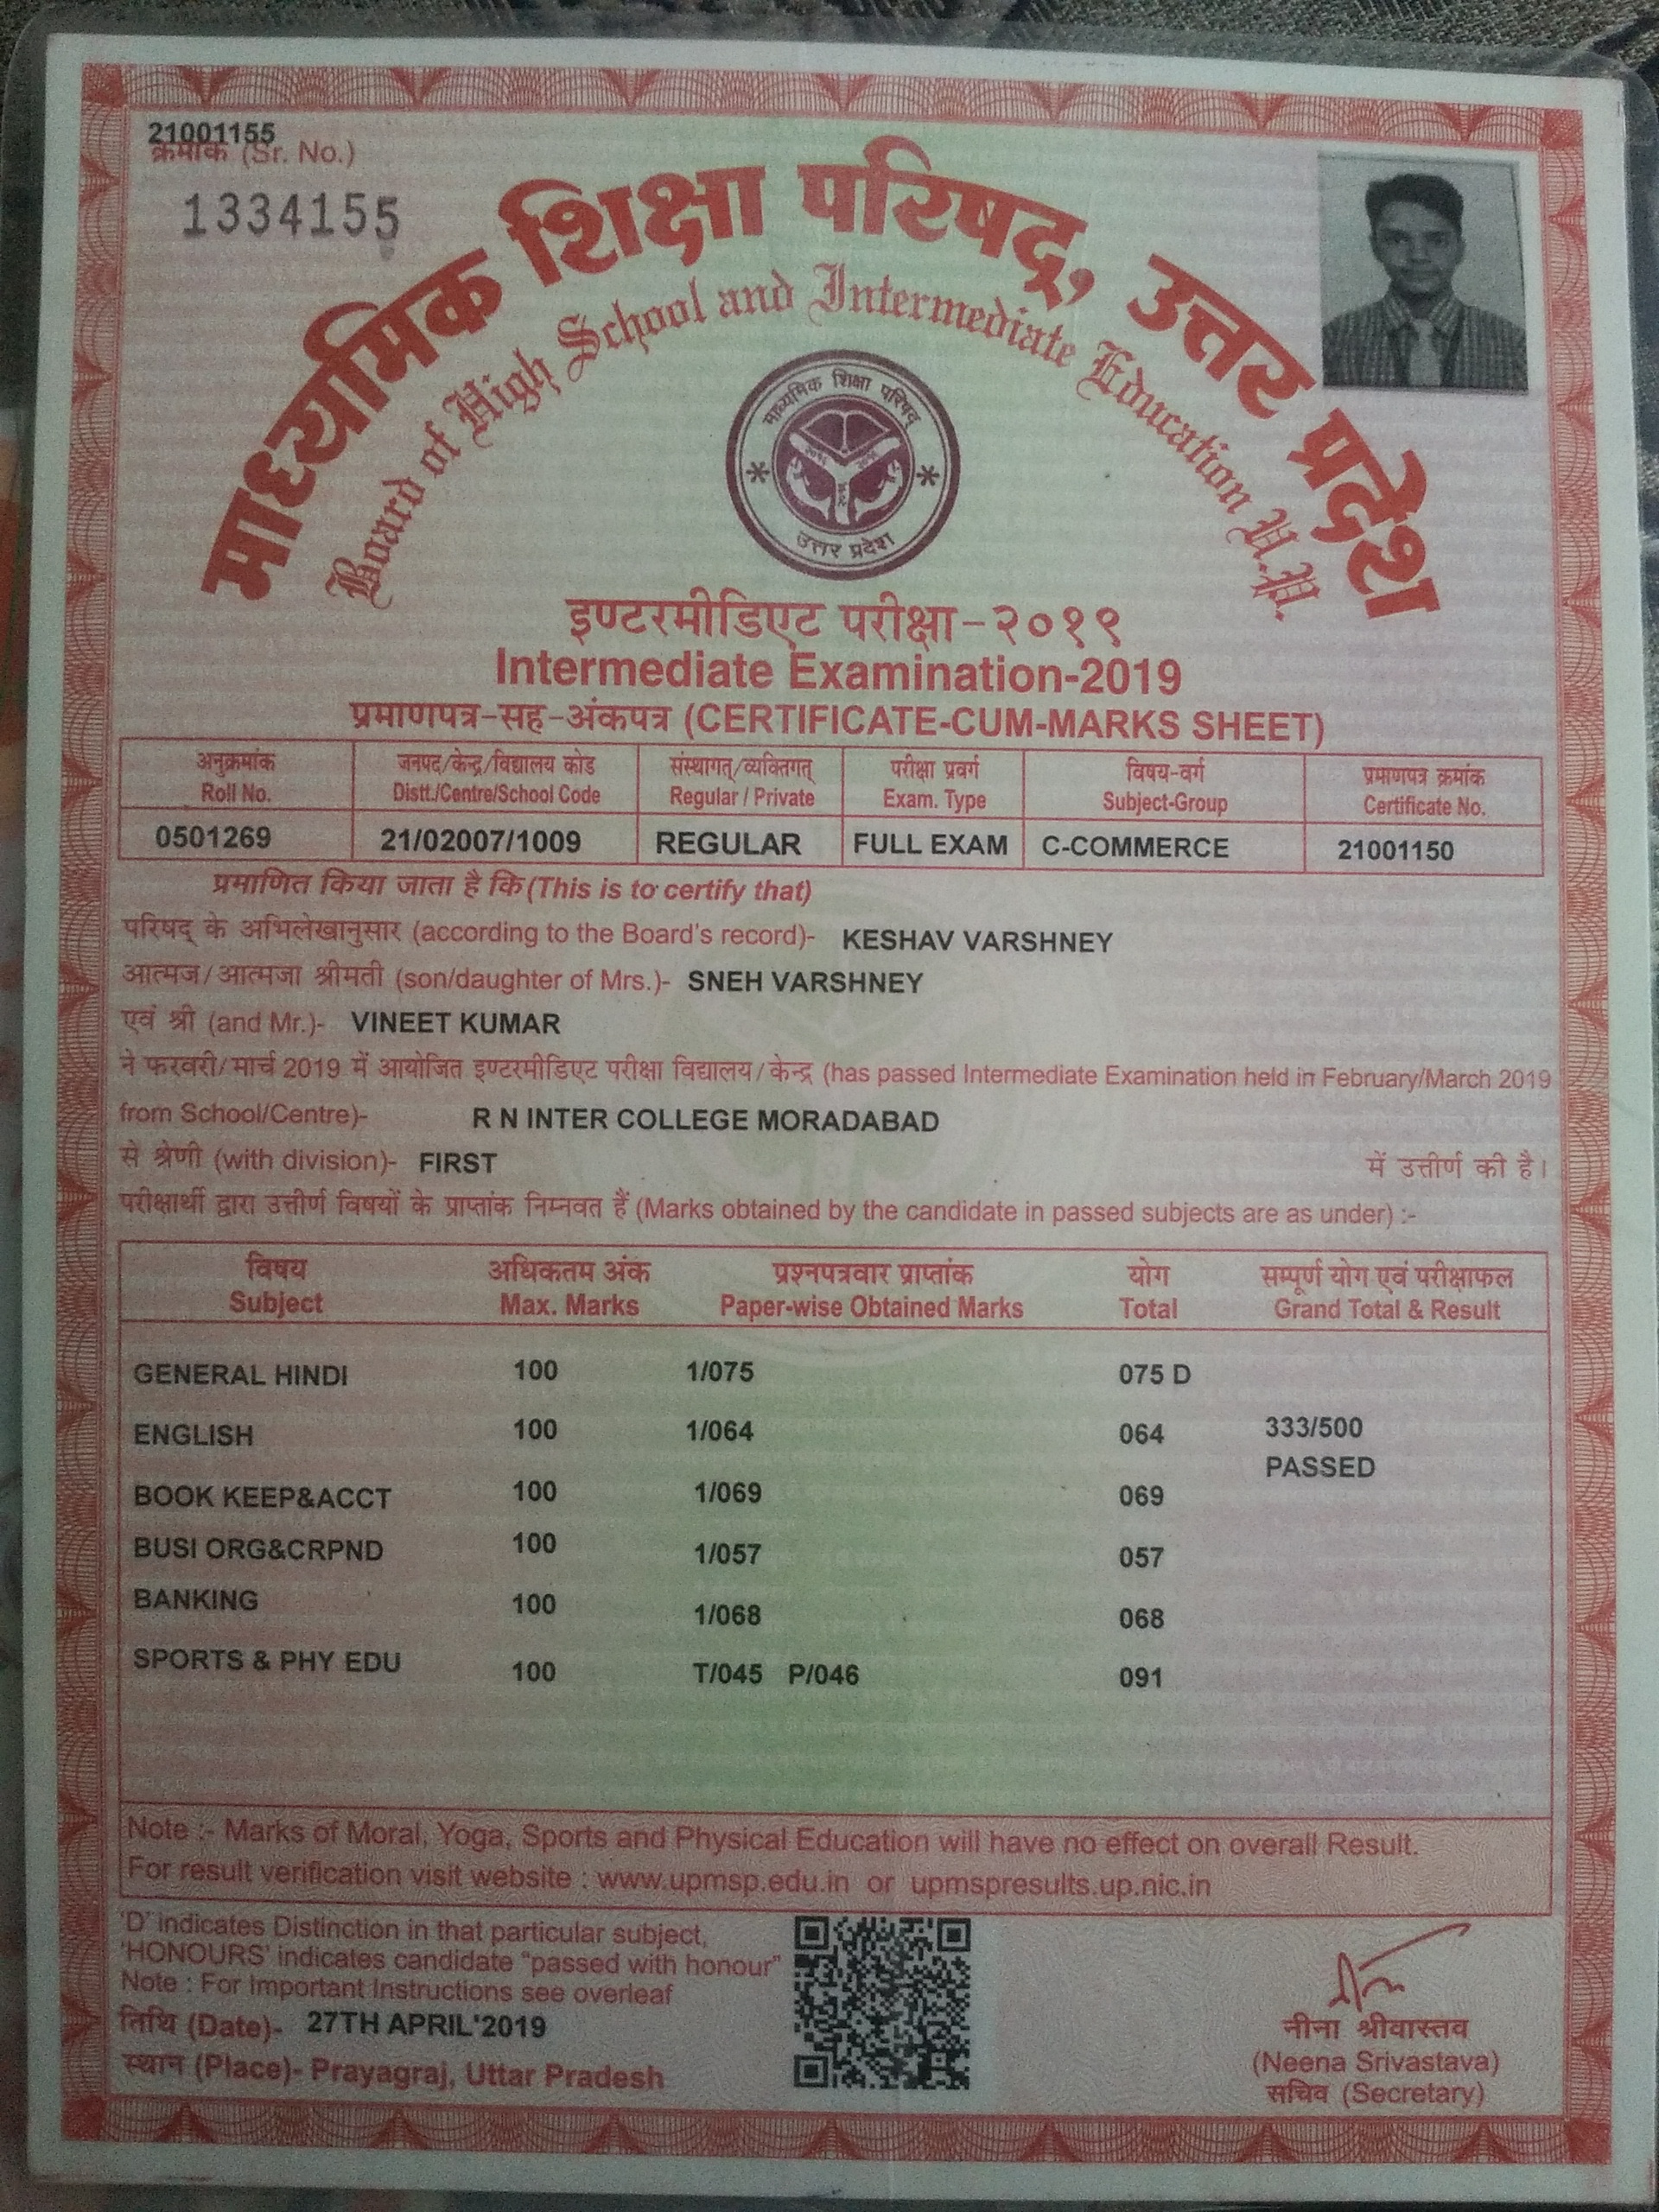 21001155
क्रमांक (Sr. No.)
1334155
माध्यमिक शिक्षा परिषद्, उत्तर प्रदेश
Board of High School and Intermediate Education U.P.
माध्यमिक शिक्षा परिषद्
उत्तर प्रदेश
इण्टरमीडिएट परीक्षा-२०१९
Intermediate Examination-2019
प्रमाणपत्र-सह-अंकपत्र (CERTIFICATE-CUM-MARKS SHEET)
अनुक्रमांक जनपद/केन्द्र/विद्यालय कोड संस्थागत्/व्यक्तिगत् परीक्षा प्रवर्ग विषय-वर्ग प्रमाणपत्र क्रमांक
Roll No. Distt./Centre/School Code Regular / Private Exam. Type Subject-Group Certificate No.
0501269 21/02007/1009 REGULAR FULL EXAM C-COMMERCE 21001150
प्रमाणित किया जाता है कि (This is to certify that)
परिषद् के अभिलेखानुसार (according to the Board's record)- KESHAV VARSHNEY
आत्मज/आत्मजा श्रीमती (son/daughter of Mrs.)- SNEH VARSHNEY
एवं श्री (and Mr.)- VINEET KUMAR
ने फरवरी/मार्च 2019 में आयोजित इण्टरमीडिएट परीक्षा विद्यालय/केन्द्र (has passed Intermediate Examination held in February/March 2019
from School/Centre)- R N INTER COLLEGE MORADABAD
से श्रेणी (with division)- FIRST में उत्तीर्ण की है।
परीक्षार्थी द्वारा उत्तीर्ण विषयों के प्राप्तांक निम्नवत हैं (Marks obtained by the candidate in passed subjects are as under) :-
विषय अधिकतम अंक प्रश्नपत्रवार प्राप्तांक योग सम्पूर्ण योग एवं परीक्षाफल
Subject Max. Marks Paper-wise Obtained Marks Total Grand Total & Result
GENERAL HINDI 100 1/075 075 D
ENGLISH 100 1/064 064 333/500
PASSED
BOOK KEEP&ACCT 100 1/069 069
BUSI ORG&CRPND 100 1/057 057
BANKING 100 1/068 068
SPORTS & PHY EDU 100 T/045 P/046 091
Note :- Marks of Moral, Yoga, Sports and Physical Education will have no effect on overall Result.
For result verification visit website : www.upmsp.edu.in or upmspresults.up.nic.in
'D' indicates Distinction in that particular subject,
'HONOURS' indicates candidate "passed with honour"
Note : For Important Instructions see overleaf
तिथि (Date)- 27TH APRIL'2019
स्थान (Place)- Prayagraj, Uttar Pradesh
नीना श्रीवास्तव
(Neena Srivastava)
सचिव (Secretary)